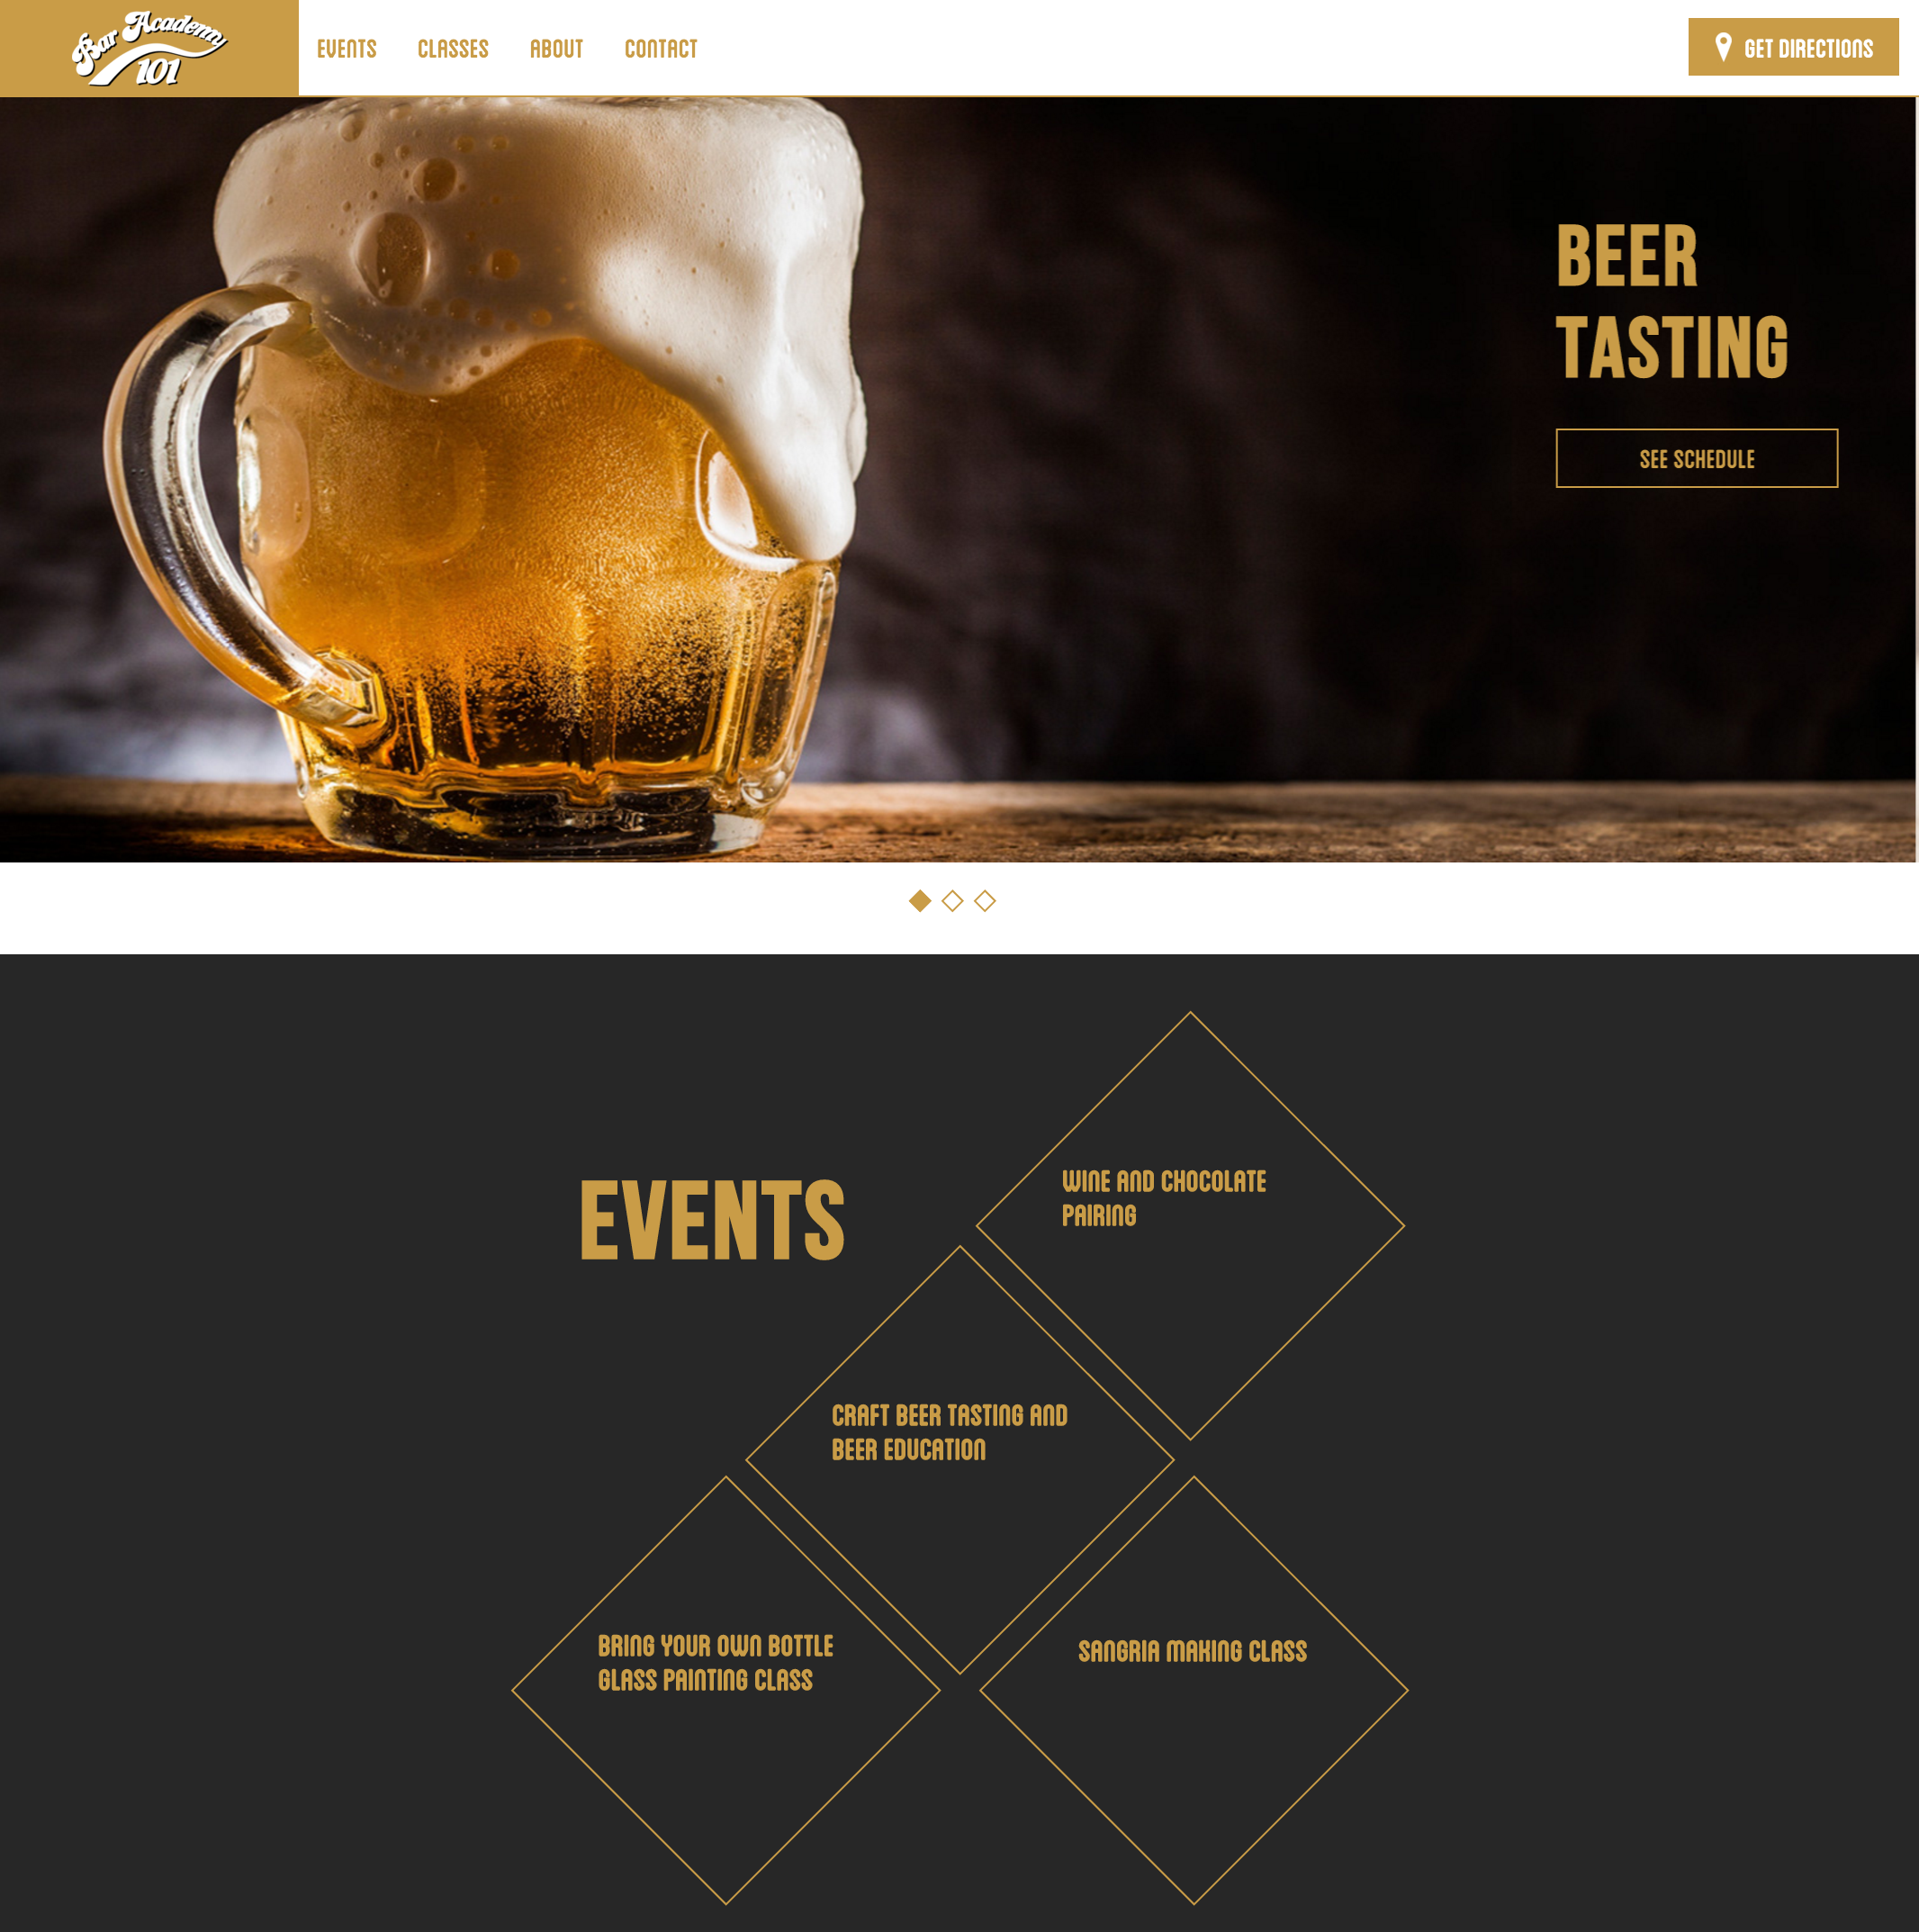 Bar Academy
101
EVENTS
CLASSES
ABOUT
CONTACT
GET DIRECTIONS
BEER
TASTING
SEE SCHEDULE
EVENTS
WINE AND CHOCOLATE
PAIRING
CRAFT BEER TASTING AND
BEER EDUCATION
BRING YOUR OWN BOTTLE
GLASS PAINTING CLASS
SANGRIA MAKING CLASS